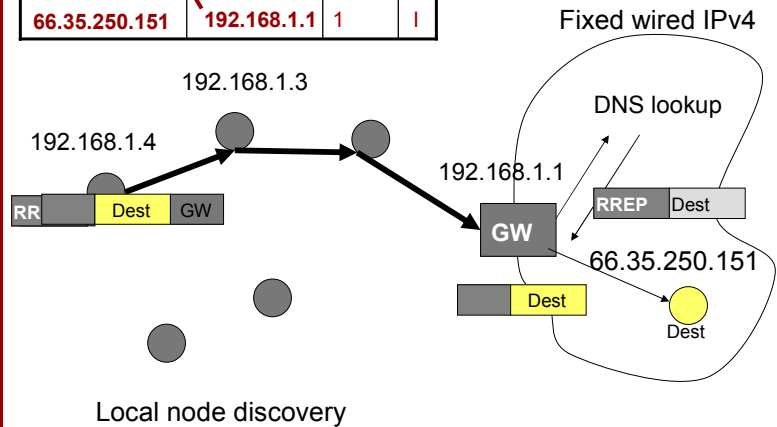 66.35.250.151 192.168.1.1 1 I
Fixed wired IPv4
192.168.1.3
DNS lookup
192.168.1.4
192.168.1.1
RR Dest GW
RREP Dest
GW
66.35.250.151
Dest
Dest
Local node discovery